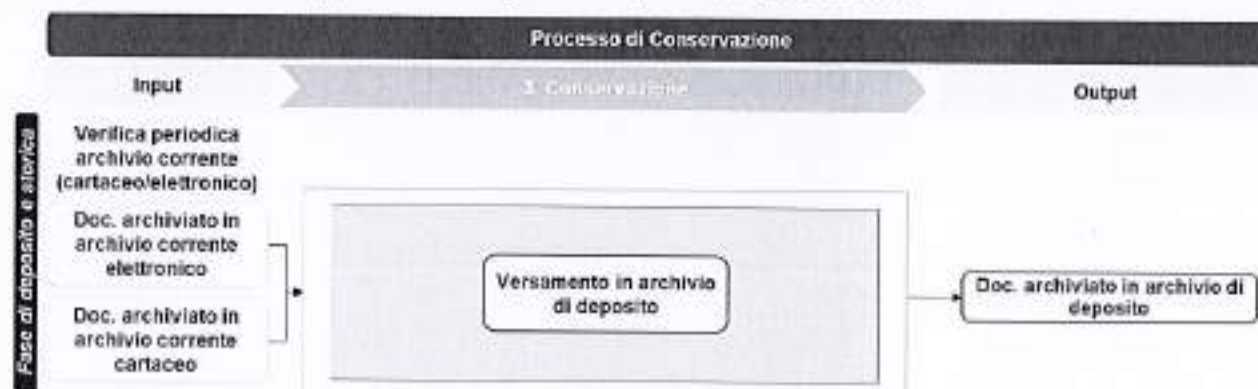 Processo di Conservazione
Input
3. Conservazione
Output
Fase di deposito e storica
Verifica periodica
archivio corrente
(cartaceo/elettronico)
Doc. archiviato in
archivio corrente
elettronico
Doc. archiviato in
archivio corrente
cartaceo
Versamento in archivio
di deposito
Doc. archiviato in archivio di
deposito